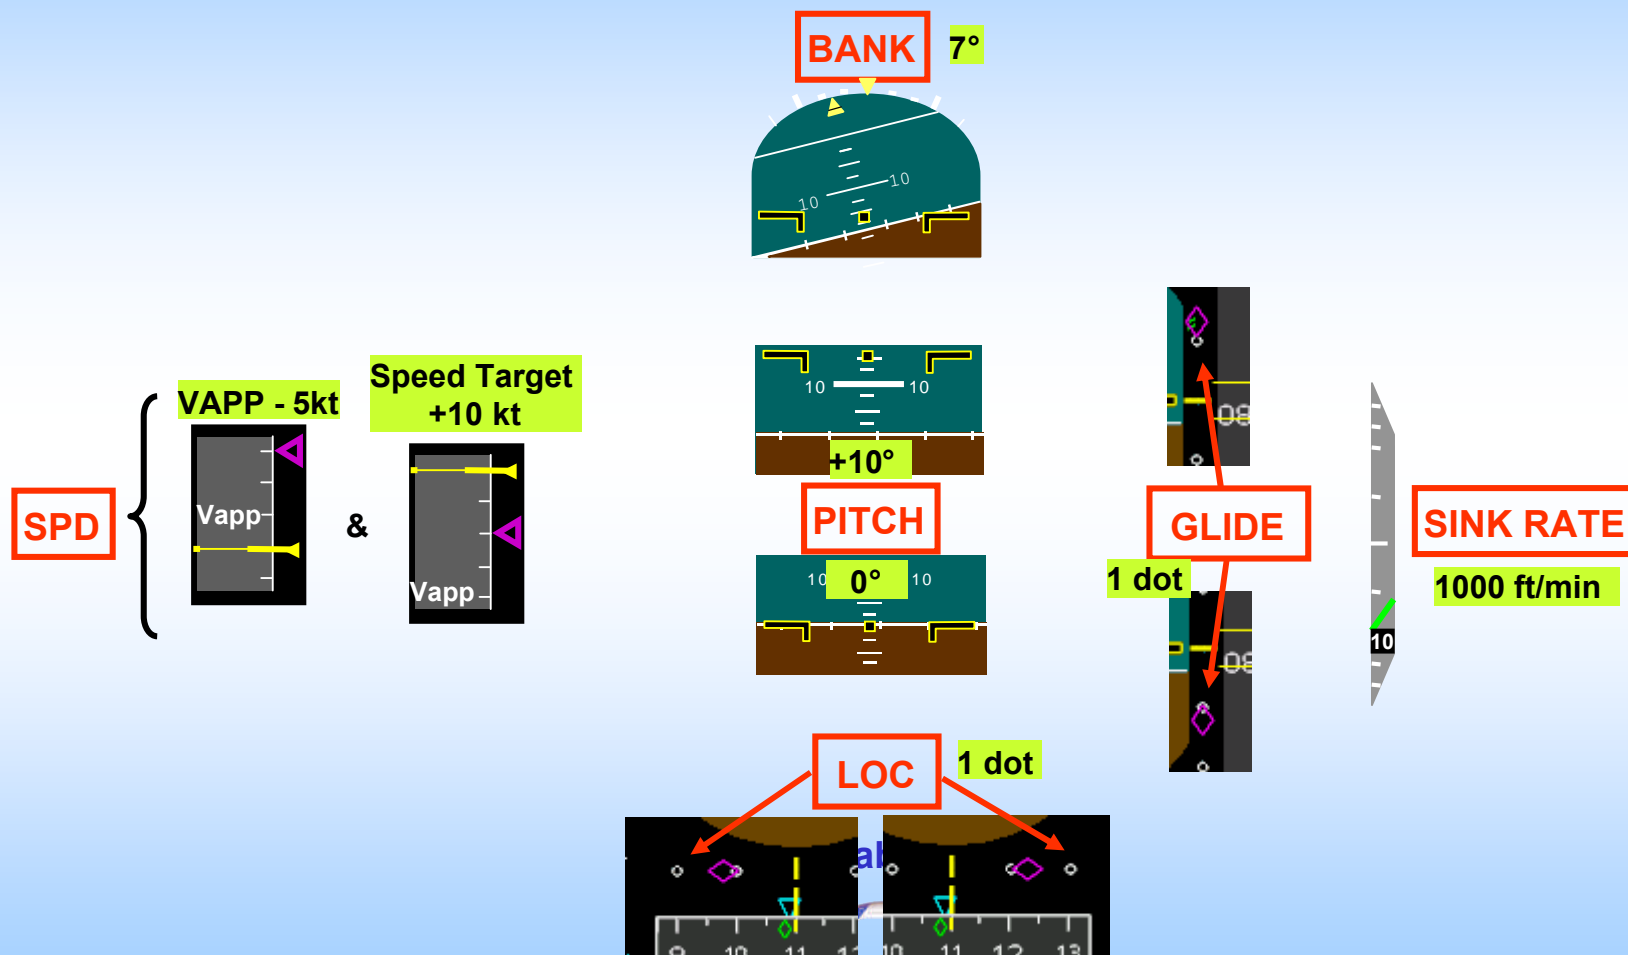 BANK 7°
10
10
VAPP - 5kt
Speed Target
+10 kt
10 10
+10°
SPD
Vapp
&
Vapp
PITCH
10 0° 10
GLIDE
1 dot
SINK RATE
1000 ft/min
10
LOC
1 dot
10 11
10 11 12 13